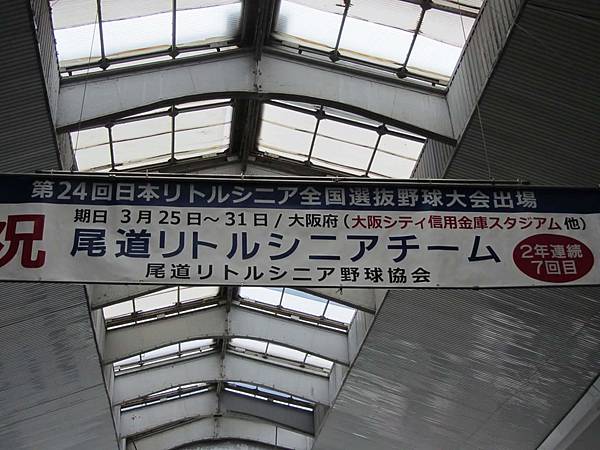 第24回日本リトルシニア全国選抜野球大会出場
祝
期日 3月25日～31日/大阪府(大阪シティ信用金庫スタジアム他)
尾道リトルシニアチーム
尾道リトルシニア野球協会
2年連続
7回目